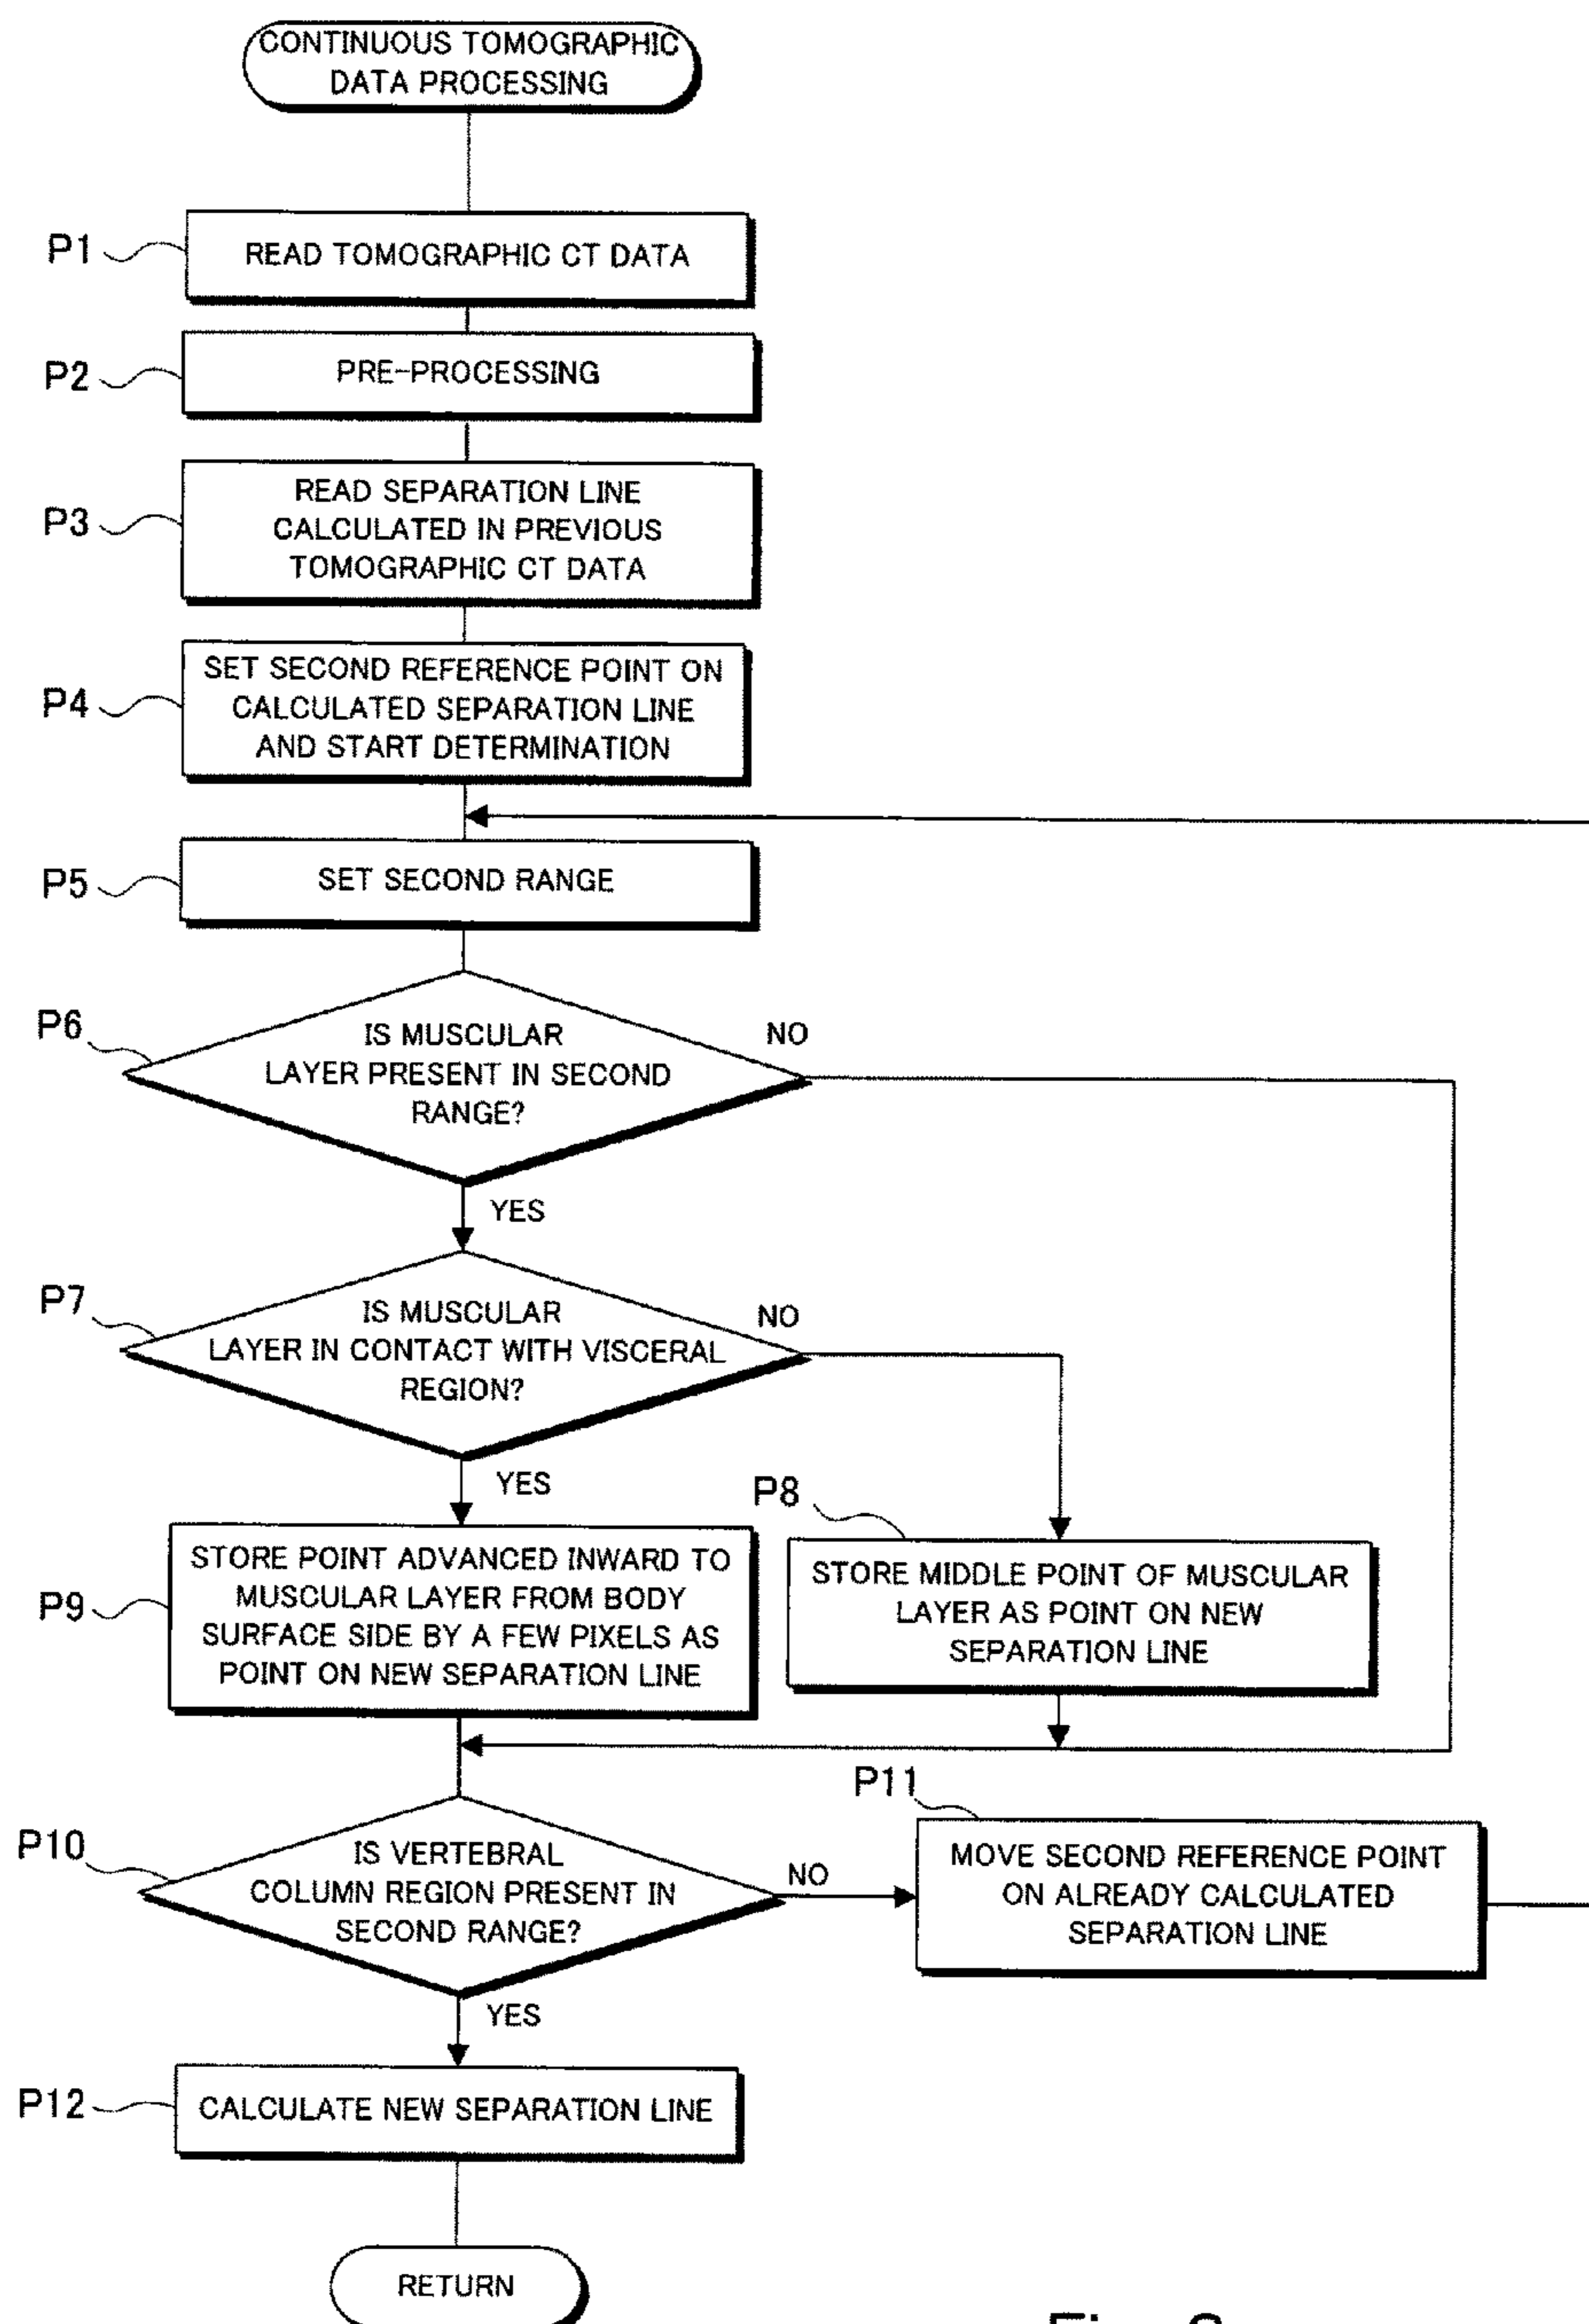 CONTINUOUS TOMOGRAPHIC
DATA PROCESSING
P1
READ TOMOGRAPHIC CT DATA
P2
PRE-PROCESSING
P3
READ SEPARATION LINE
CALCULATED IN PREVIOUS
TOMOGRAPHIC CT DATA
P4
SET SECOND REFERENCE POINT ON
CALCULATED SEPARATION LINE
AND START DETERMINATION
P5
SET SECOND RANGE
P6
IS MUSCULAR
LAYER PRESENT IN SECOND
RANGE?
NO
YES
P7
IS MUSCULAR
LAYER IN CONTACT WITH VISCERAL
REGION?
NO
YES
P8
STORE MIDDLE POINT OF MUSCULAR
LAYER AS POINT ON NEW
SEPARATION LINE
P9
STORE POINT ADVANCED INWARD TO
MUSCULAR LAYER FROM BODY
SURFACE SIDE BY A FEW PIXELS AS
POINT ON NEW SEPARATION LINE
P10
IS VERTEBRAL
COLUMN REGION PRESENT IN
SECOND RANGE?
NO
YES
P11
MOVE SECOND REFERENCE POINT
ON ALREADY CALCULATED
SEPARATION LINE
P12
CALCULATE NEW SEPARATION LINE
RETURN